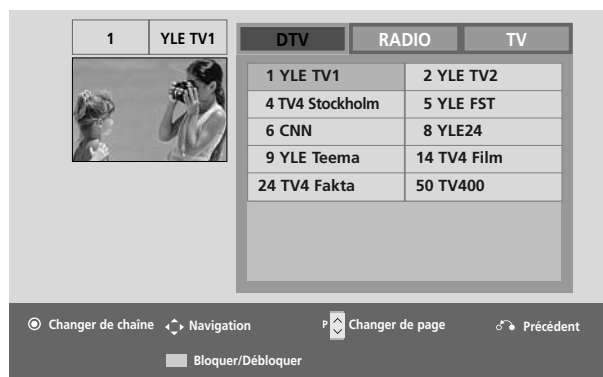 1 YLE TV1
DTV RADIO TV
1 YLE TV1 2 YLE TV2
4 TV4 Stockholm 5 YLE FST
6 CNN 8 YLE24
9 YLE Teema 14 TV4 Film
24 TV4 Fakta 50 TV400
Changer de chaîne Navigation P Changer de page Précédent
Bloquer/Débloquer